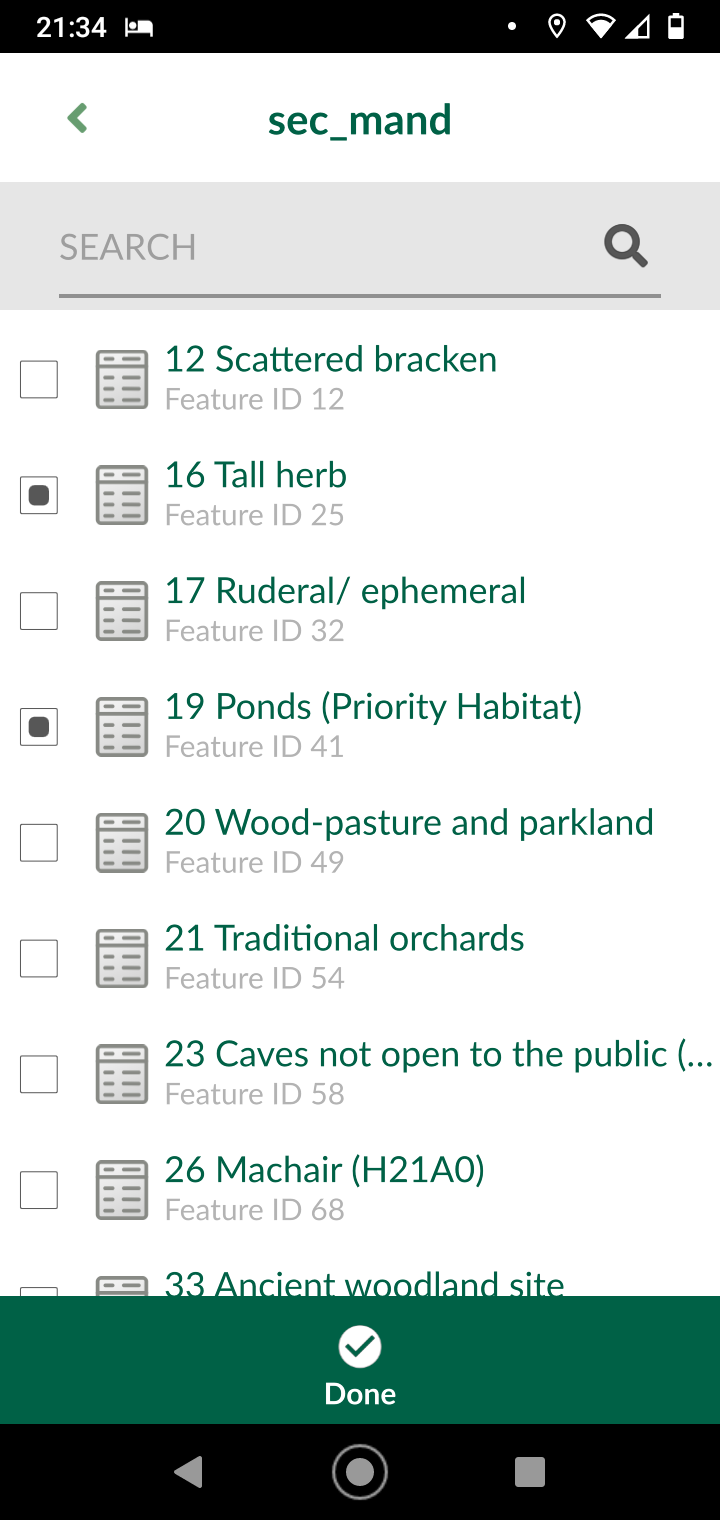 21:34
sec_mand
SEARCH
12 Scattered bracken
Feature ID 12
16 Tall herb
Feature ID 25
17 Ruderal/ ephemeral
Feature ID 32
19 Ponds (Priority Habitat)
Feature ID 41
20 Wood-pasture and parkland
Feature ID 49
21 Traditional orchards
Feature ID 54
23 Caves not open to the public (...
Feature ID 58
26 Machair (H21A0)
Feature ID 68
33 Ancient woodland site
Done